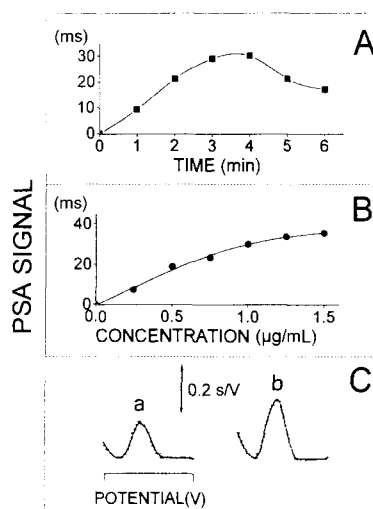 PSA SIGNAL
A
(ms)
30
20
10
0
0 1 2 3 4 5 6
TIME (min)
B
(ms)
40
20
0
0.0 0.5 1.0 1.5
CONCENTRATION (µg/mL)
C
0.2 s/V
a b
POTENTIAL(V)